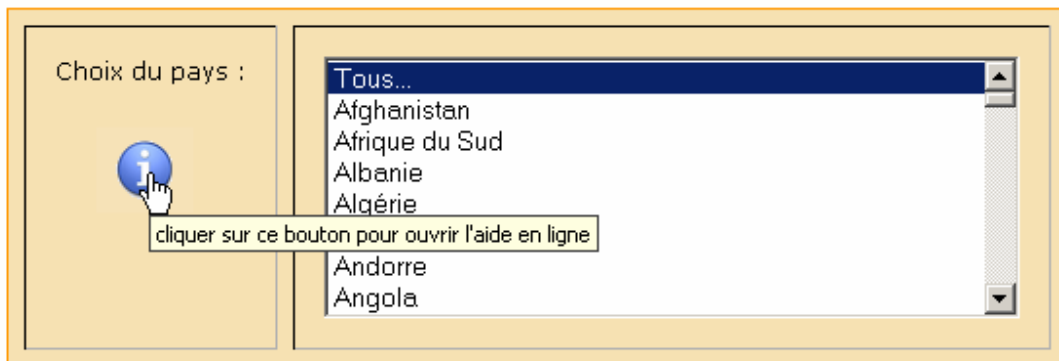 Choix du pays :
Tous...
Afghanistan
Afrique du Sud
Albanie
Algérie
cliquer sur ce bouton pour ouvrir l'aide en ligne
Andorre
Angola